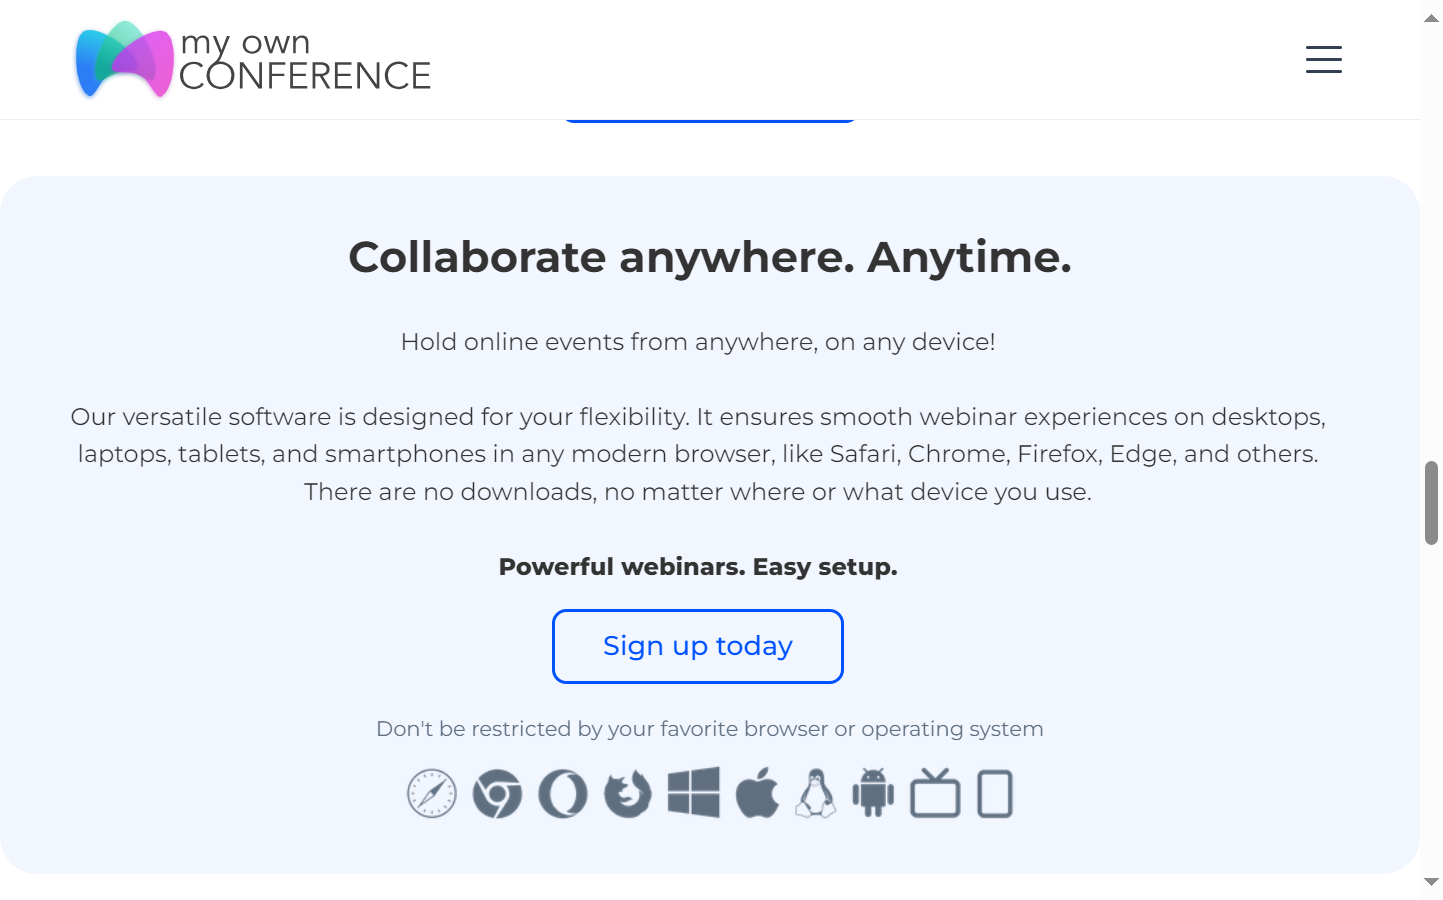 my own
CONFERENCE
Collaborate anywhere. Anytime.
Hold online events from anywhere, on any device!
Our versatile software is designed for your flexibility. It ensures smooth webinar experiences on desktops,
laptops, tablets, and smartphones in any modern browser, like Safari, Chrome, Firefox, Edge, and others.
There are no downloads, no matter where or what device you use.
Powerful webinars. Easy setup.
Sign up today
Don't be restricted by your favorite browser or operating system